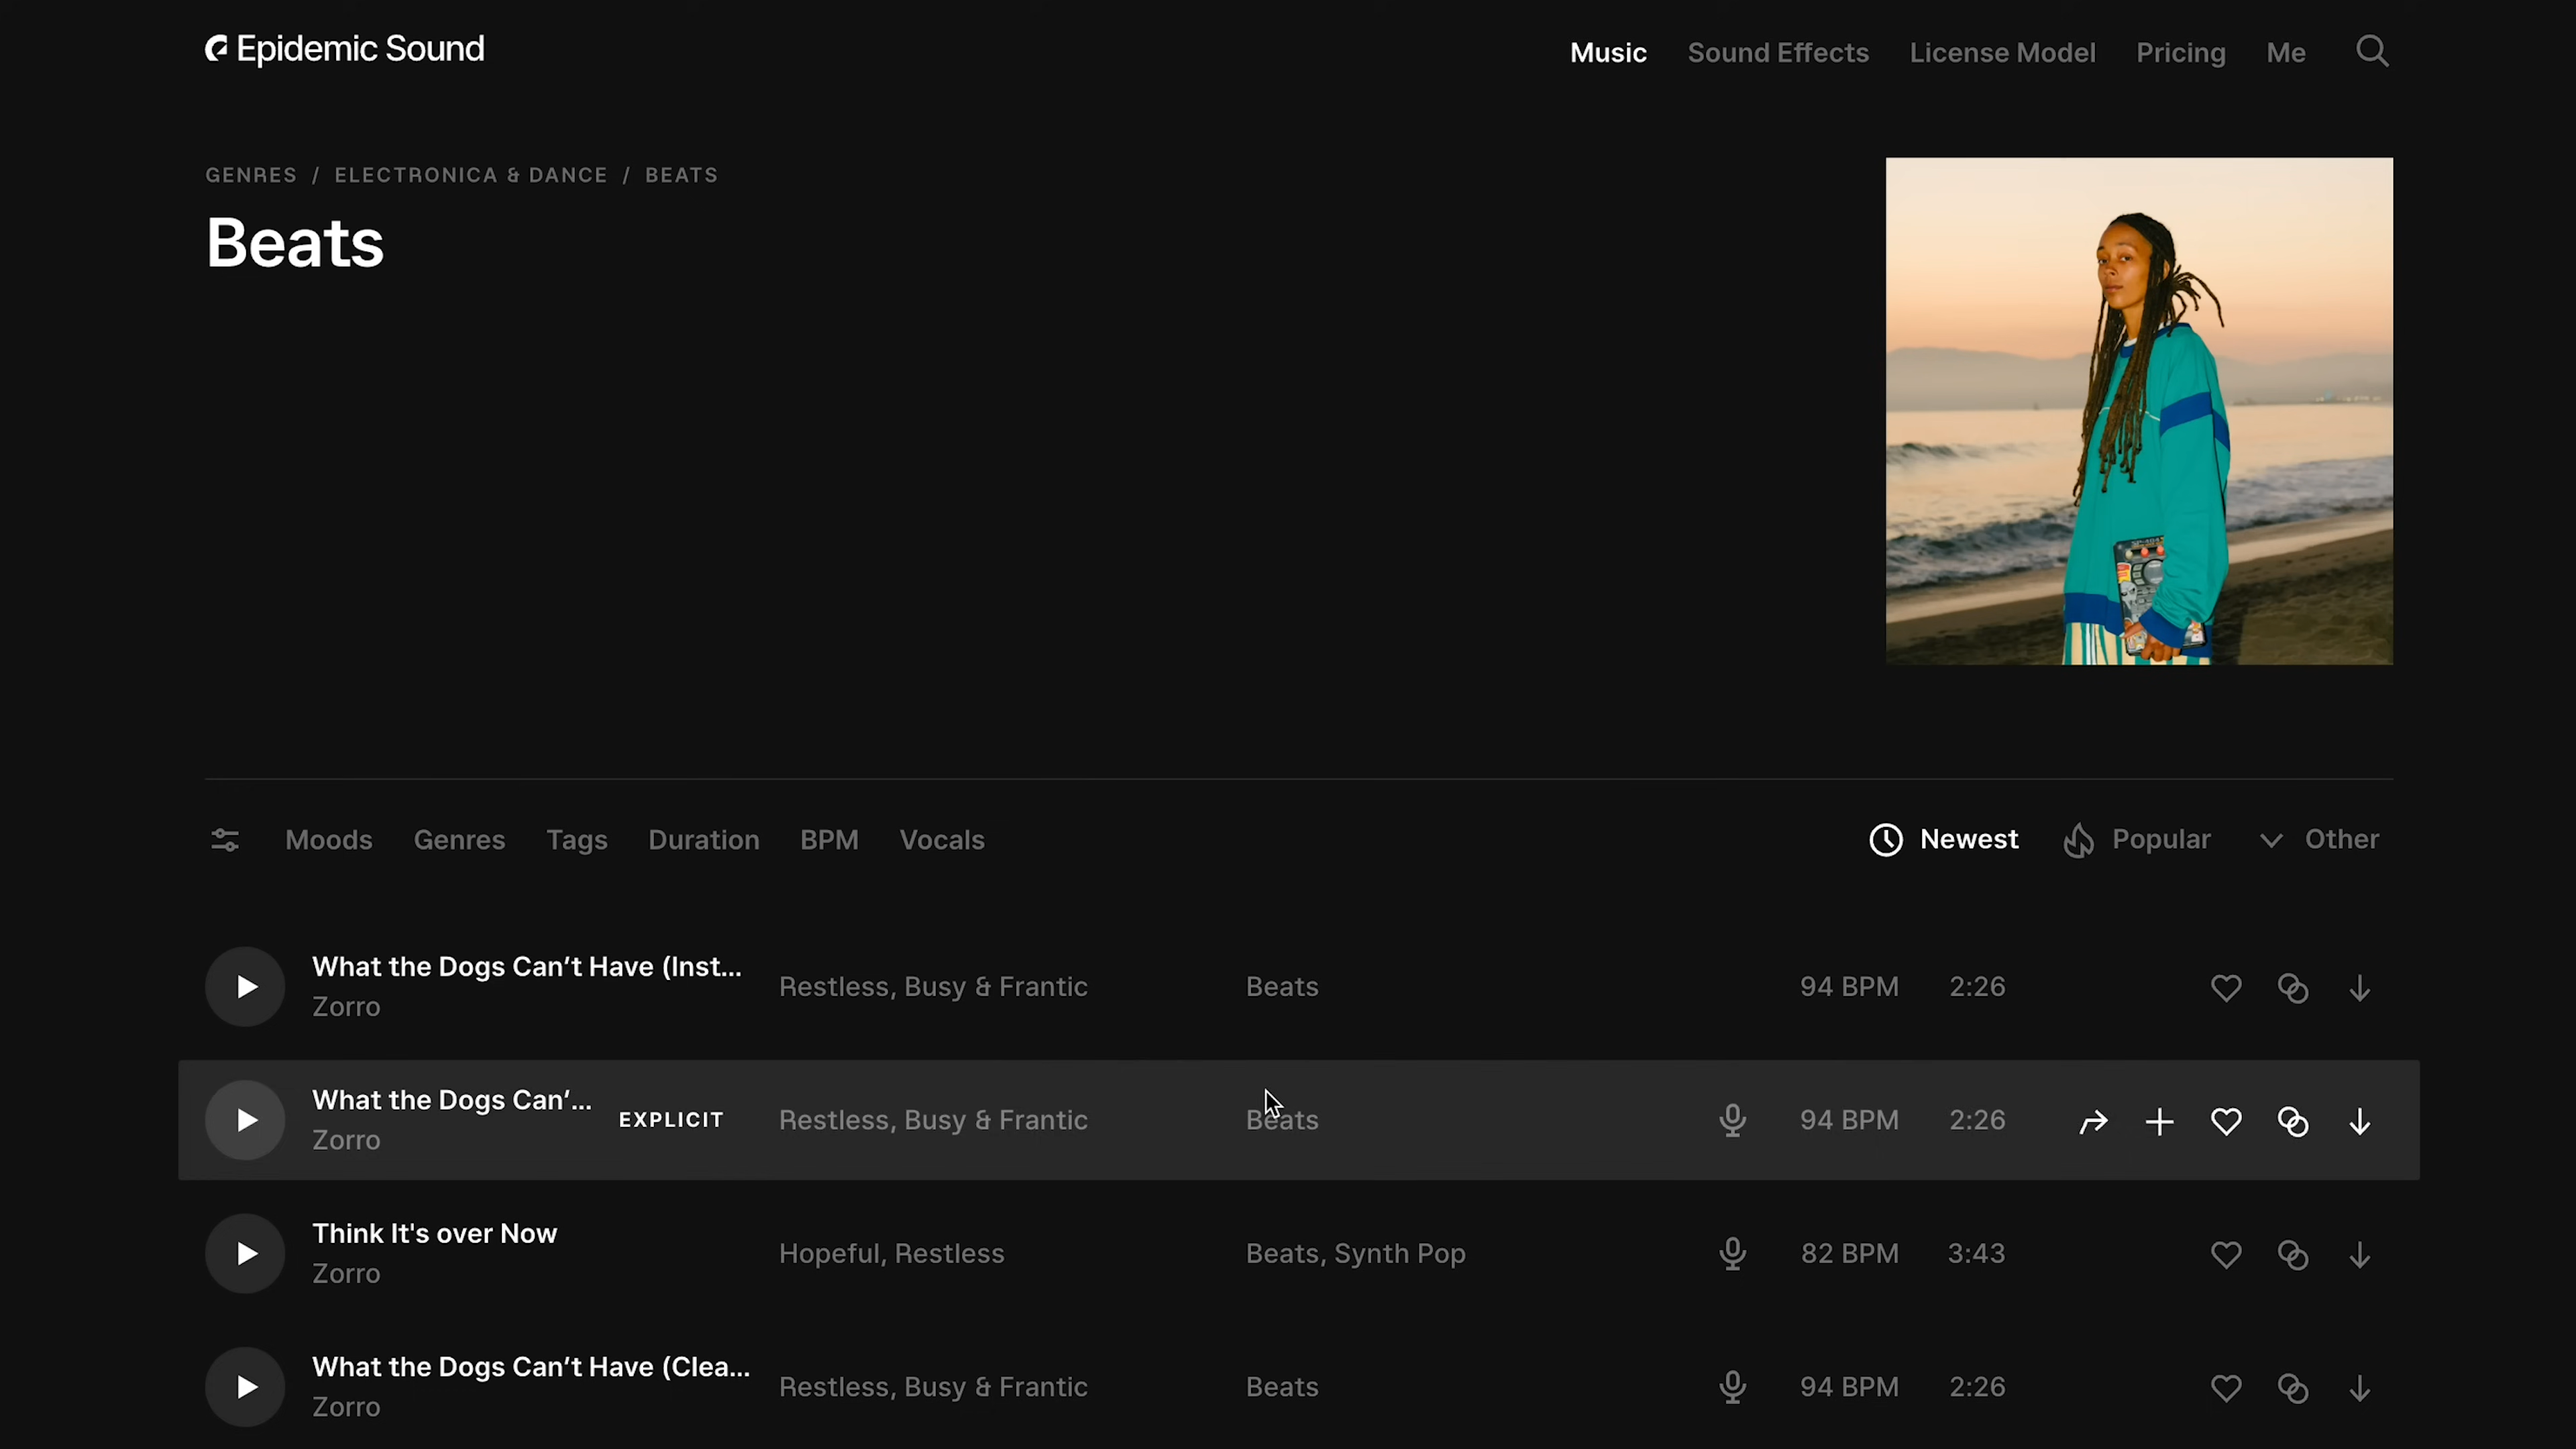 Epidemic Sound
Music Sound Effects License Model Pricing Me
GENRES / ELECTRONICA & DANCE / BEATS
Beats
Moods Genres Tags Duration BPM Vocals Newest Popular Other
What the Dogs Can’t Have (Inst...
Zorro
Restless, Busy & Frantic Beats 94 BPM 2:26
What the Dogs Can’...
Zorro
EXPLICIT Restless, Busy & Frantic Beats 94 BPM 2:26
Think It's over Now
Zorro
Hopeful, Restless Beats, Synth Pop 82 BPM 3:43
What the Dogs Can’t Have (Clea...
Zorro
Restless, Busy & Frantic Beats 94 BPM 2:26